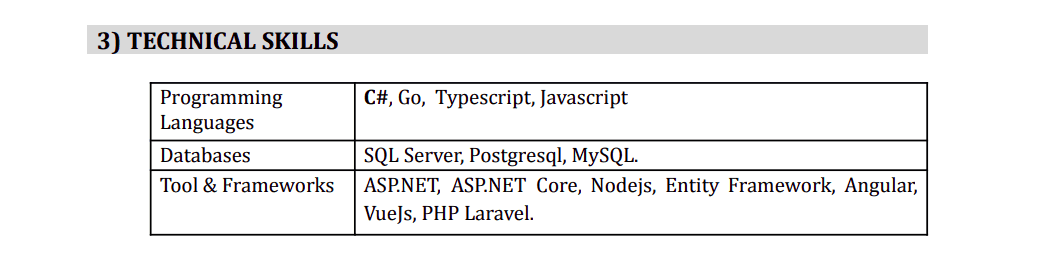 3) TECHNICAL SKILLS
Programming Languages
C#, Go, Typescript, Javascript
Databases
SQL Server, Postgresql, MySQL.
Tool & Frameworks
ASP.NET, ASP.NET Core, Nodejs, Entity Framework, Angular,
VueJs, PHP Laravel.